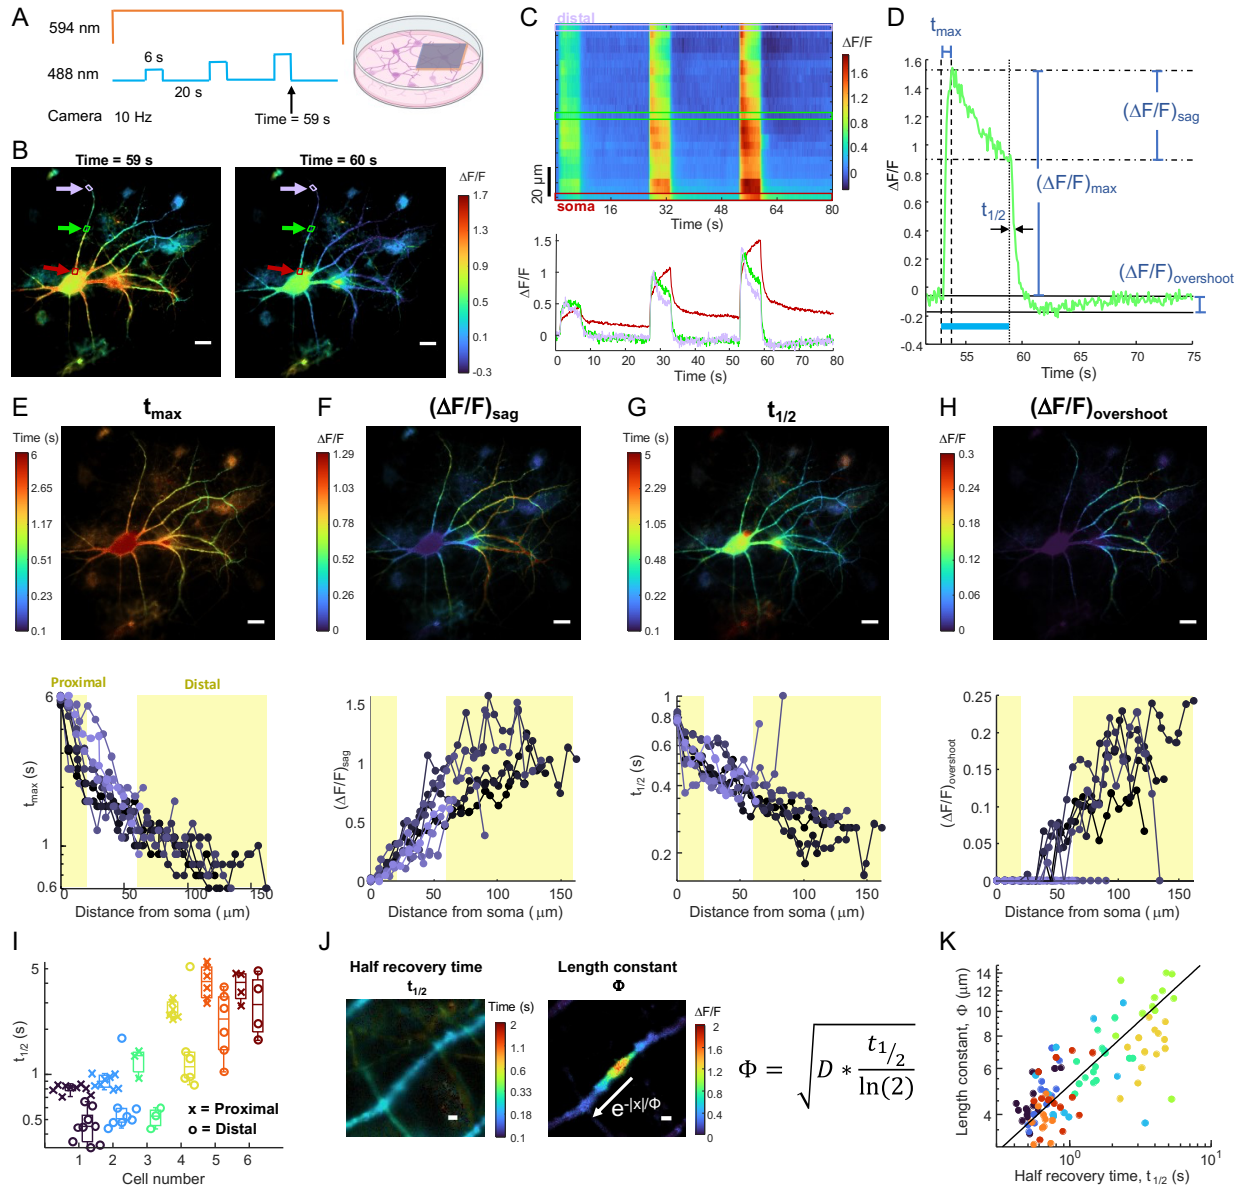 A
594 nm
6 s
488 nm
20 s
Camera 10 Hz
Time = 59 s
B
Time = 59 s
Time = 60 s
ΔF/F
1.7
1.5
1.3
1.1
0.9
0.7
0.5
0.3
0.1
-0.1
-0.3
C
distal
ΔF/F
2
1.6
1.2
0.8
0.4
0
20 μm
soma
16
32
48
64
80
Time (s)
ΔF/F
1.5
1
0.5
0
0
10
20
30
40
50
60
70
80
Time (s)
D
tmax
ΔF/F
1.6
1.4
1.2
1
0.8
0.6
0.4
0.2
0
-0.2
-0.4
(ΔF/F)sag
(ΔF/F)max
t1/2
(ΔF/F)overshoot
55
60
65
70
75
Time (s)
E
tmax
Time (s)
6
2.65
1.17
0.51
0.23
0.1
F
(ΔF/F)sag
ΔF/F
1.29
1.03
0.78
0.52
0.26
0
G
t1/2
Time (s)
5
2.29
1.05
0.48
0.22
0.1
H
(ΔF/F)overshoot
ΔF/F
0.3
0.24
0.18
0.12
0.06
0
Proximal
Distal
6
1
0.6
tmax (s)
0
50
100
150
Distance from soma ( μm)
1.5
1
0.5
0
(ΔF/F)sag
0
50
100
150
Distance from soma ( μm)
1
0.8
0.6
0.4
0.2
t1/2 (s)
0
50
100
150
Distance from soma ( μm)
0.25
0.2
0.15
0.1
0.05
0
(ΔF/F)overshoot
0
50
100
150
Distance from soma ( μm)
I
5
1
0.5
t1/2 (s)
x = Proximal
o = Distal
1
2
3
4
5
6
Cell number
J
Half recovery time
t1/2
Time (s)
2
1.1
0.6
0.33
0.18
0.1
Length constant
Φ
ΔF/F
2
1.6
1.2
0.8
0.4
0
e-|x|/Φ
Φ = √(D * t1/2 / ln(2))
K
14
12
10
8
6
4
Length constant, Φ (μm)
10⁰
10¹
Half recovery time, t1/2 (s)